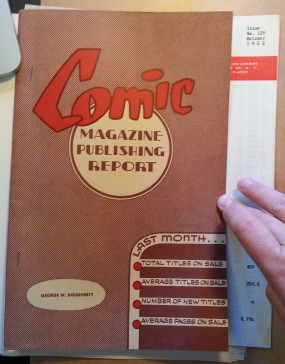 Comic
MAGAZINE
PUBLISHING
REPORT
GEORGE W. DOUGHERTY
LAST MONTH...
TOTAL TITLES ON SALE
AVERAGE TITLES ON SALE
NUMBER OF NEW TITLES
AVERAGE PAGES ON SALE
Issue
No. 129
October
1952